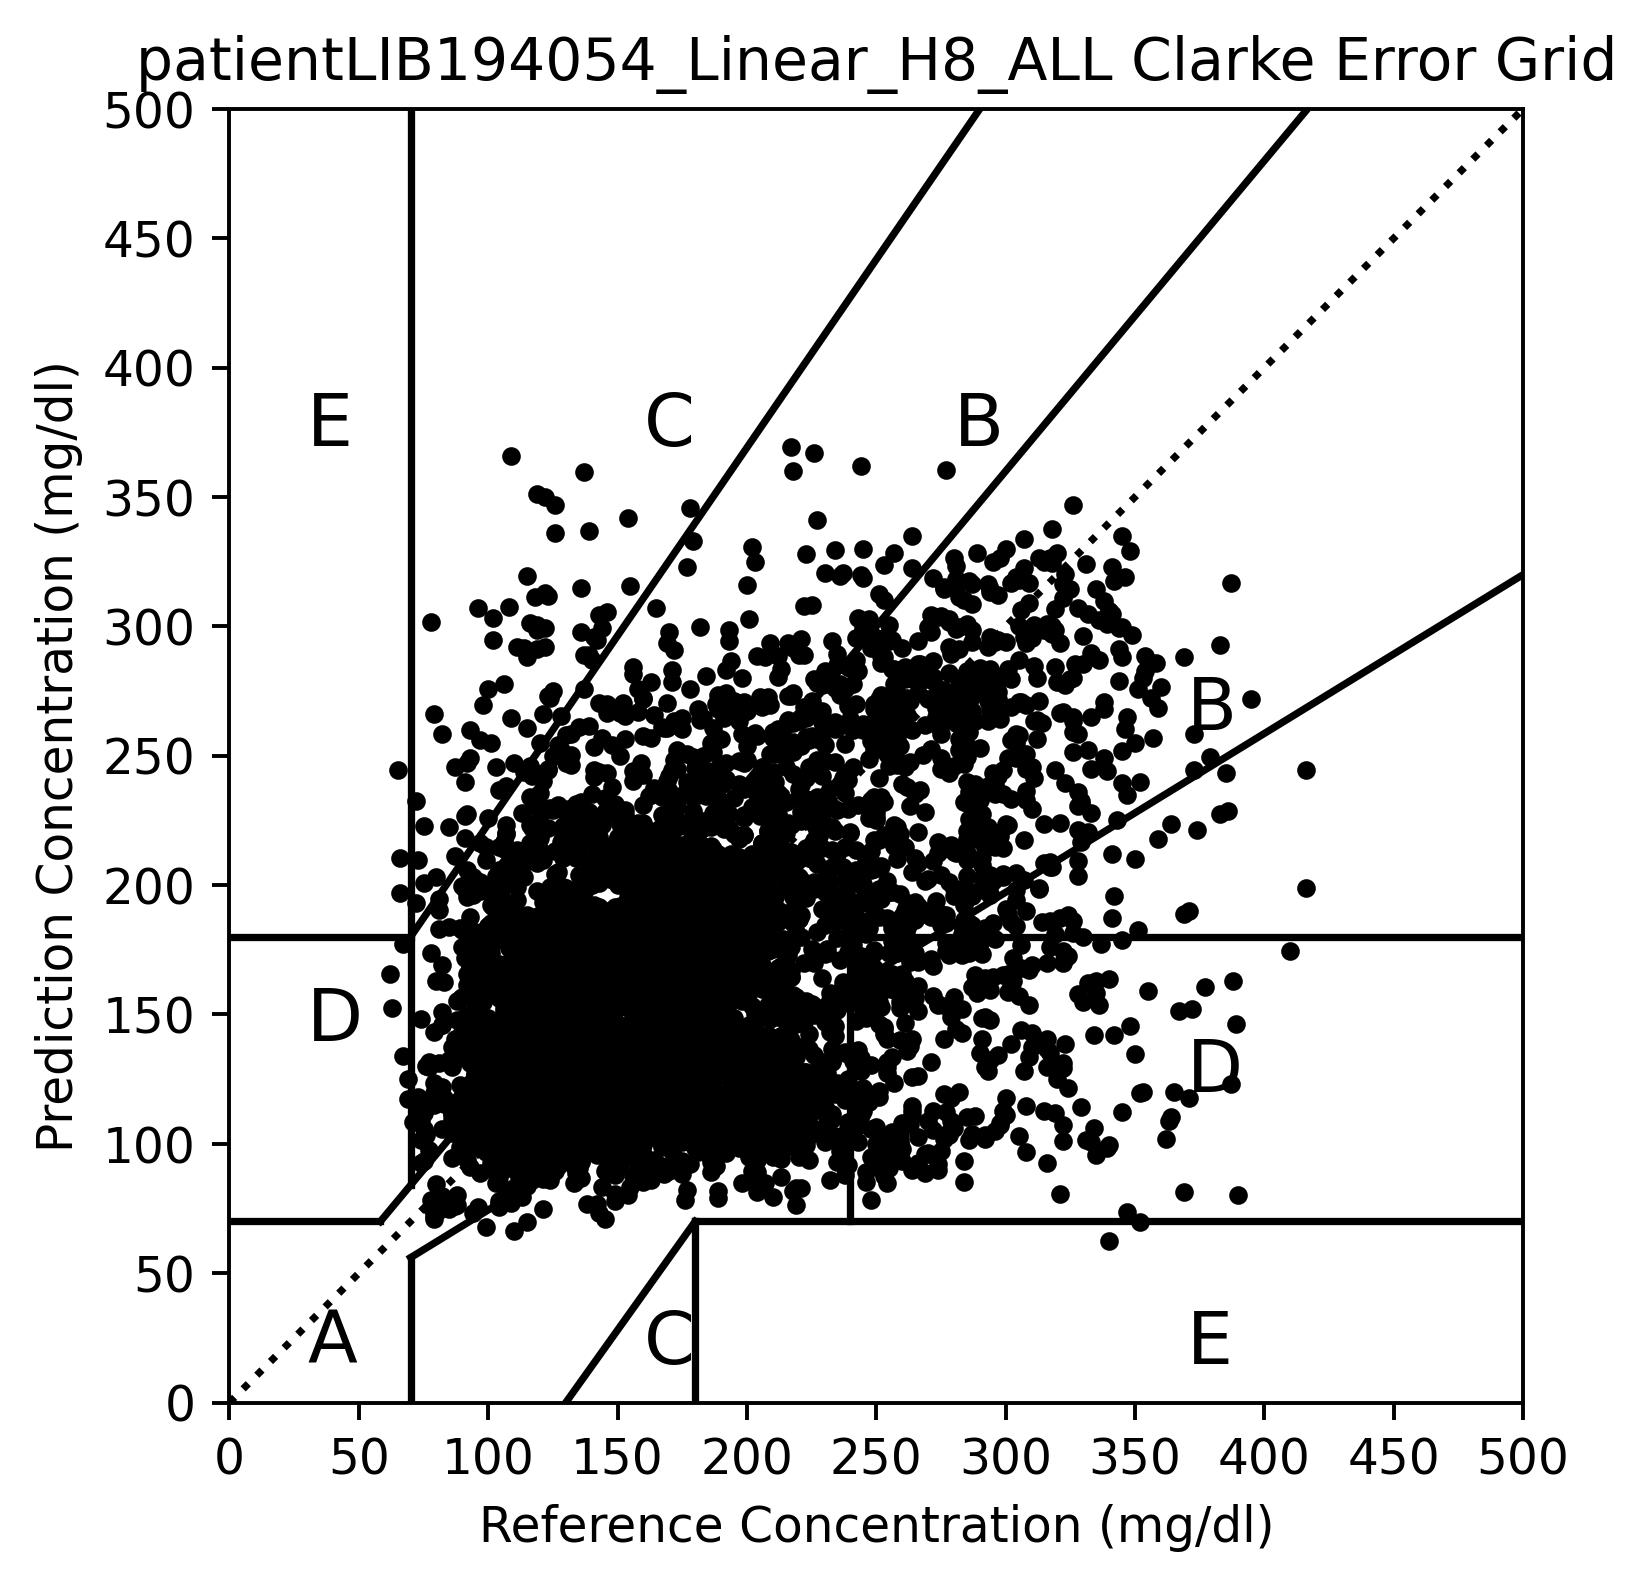 patientLIB194054_Linear_H8_ALL Clarke Error Grid
Prediction Concentration (mg/dl)
500
450
400
350
300
250
200
150
100
50
0
E
C
B
B
D
D
A
C
E
0 50 100 150 200 250 300 350 400 450 500
Reference Concentration (mg/dl)